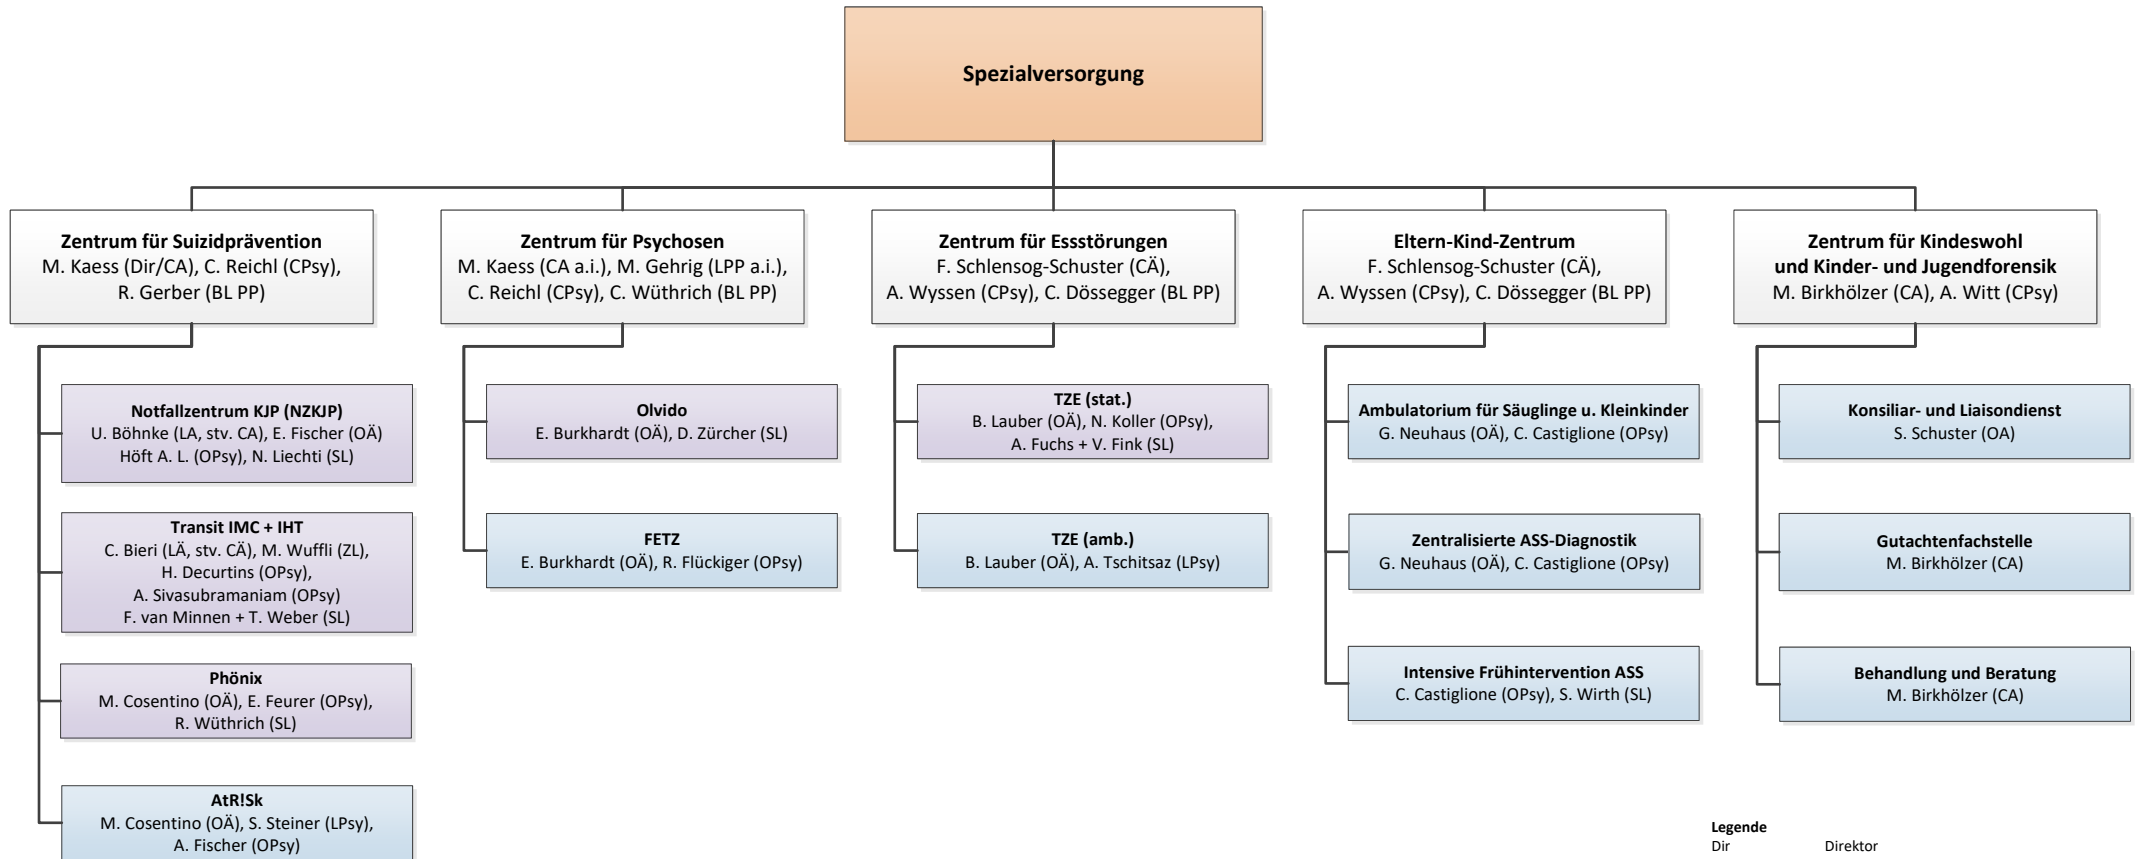 Spezialversorgung
Zentrum für Suizidprävention
M. Kaess (Dir/CA), C. Reichl (CPsy),
R. Gerber (BL PP)
Zentrum für Psychosen
M. Kaess (CA a.i.), M. Gehrig (LPP a.i.),
C. Reichl (CPsy), C. Wüthrich (BL PP)
Zentrum für Essstörungen
F. Schlensog-Schuster (CÄ),
A. Wyssen (CPsy), C. Dössegger (BL PP)
Eltern-Kind-Zentrum
F. Schlensog-Schuster (CÄ),
A. Wyssen (CPsy), C. Dössegger (BL PP)
Zentrum für Kindeswohl
und Kinder- und Jugendforensik
M. Birkhölzer (CA), A. Witt (CPsy)
Notfallzentrum KJP (NZKJP)
U. Böhnke (LA, stv. CA), E. Fischer (OÄ)
Höft A. L. (OPsy), N. Liechti (SL)
Transit IMC + IHT
C. Bieri (LÄ, stv. CÄ), M. Wuffli (ZL),
H. Decurtins (OPsy),
A. Sivasubramaniam (OPsy)
F. van Minnen + T. Weber (SL)
Phönix
M. Cosentino (OÄ), E. Feurer (OPsy),
R. Wüthrich (SL)
AtR!Sk
M. Cosentino (OÄ), S. Steiner (LPsy),
A. Fischer (OPsy)
Olvido
E. Burkhardt (OÄ), D. Zürcher (SL)
FETZ
E. Burkhardt (OÄ), R. Flückiger (OPsy)
TZE (stat.)
B. Lauber (OÄ), N. Koller (OPsy),
A. Fuchs + V. Fink (SL)
TZE (amb.)
B. Lauber (OÄ), A. Tschitsaz (LPsy)
Ambulatorium für Säuglinge u. Kleinkinder
G. Neuhaus (OÄ), C. Castiglione (OPsy)
Zentralisierte ASS-Diagnostik
G. Neuhaus (OÄ), C. Castiglione (OPsy)
Intensive Frühintervention ASS
C. Castiglione (OPsy), S. Wirth (SL)
Konsiliar- und Liaisondienst
S. Schuster (OA)
Gutachtenfachstelle
M. Birkhölzer (CA)
Behandlung und Beratung
M. Birkhölzer (CA)
Legende
Dir Direktor